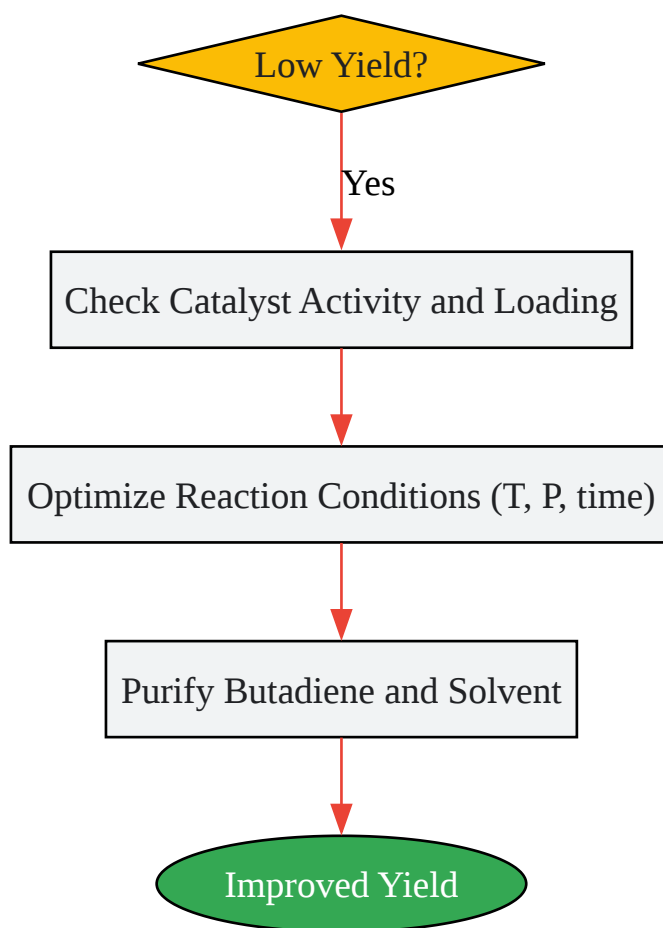 Low Yield?
Yes
Check Catalyst Activity and Loading
Optimize Reaction Conditions (T, P, time)
Purify Butadiene and Solvent
Improved Yield